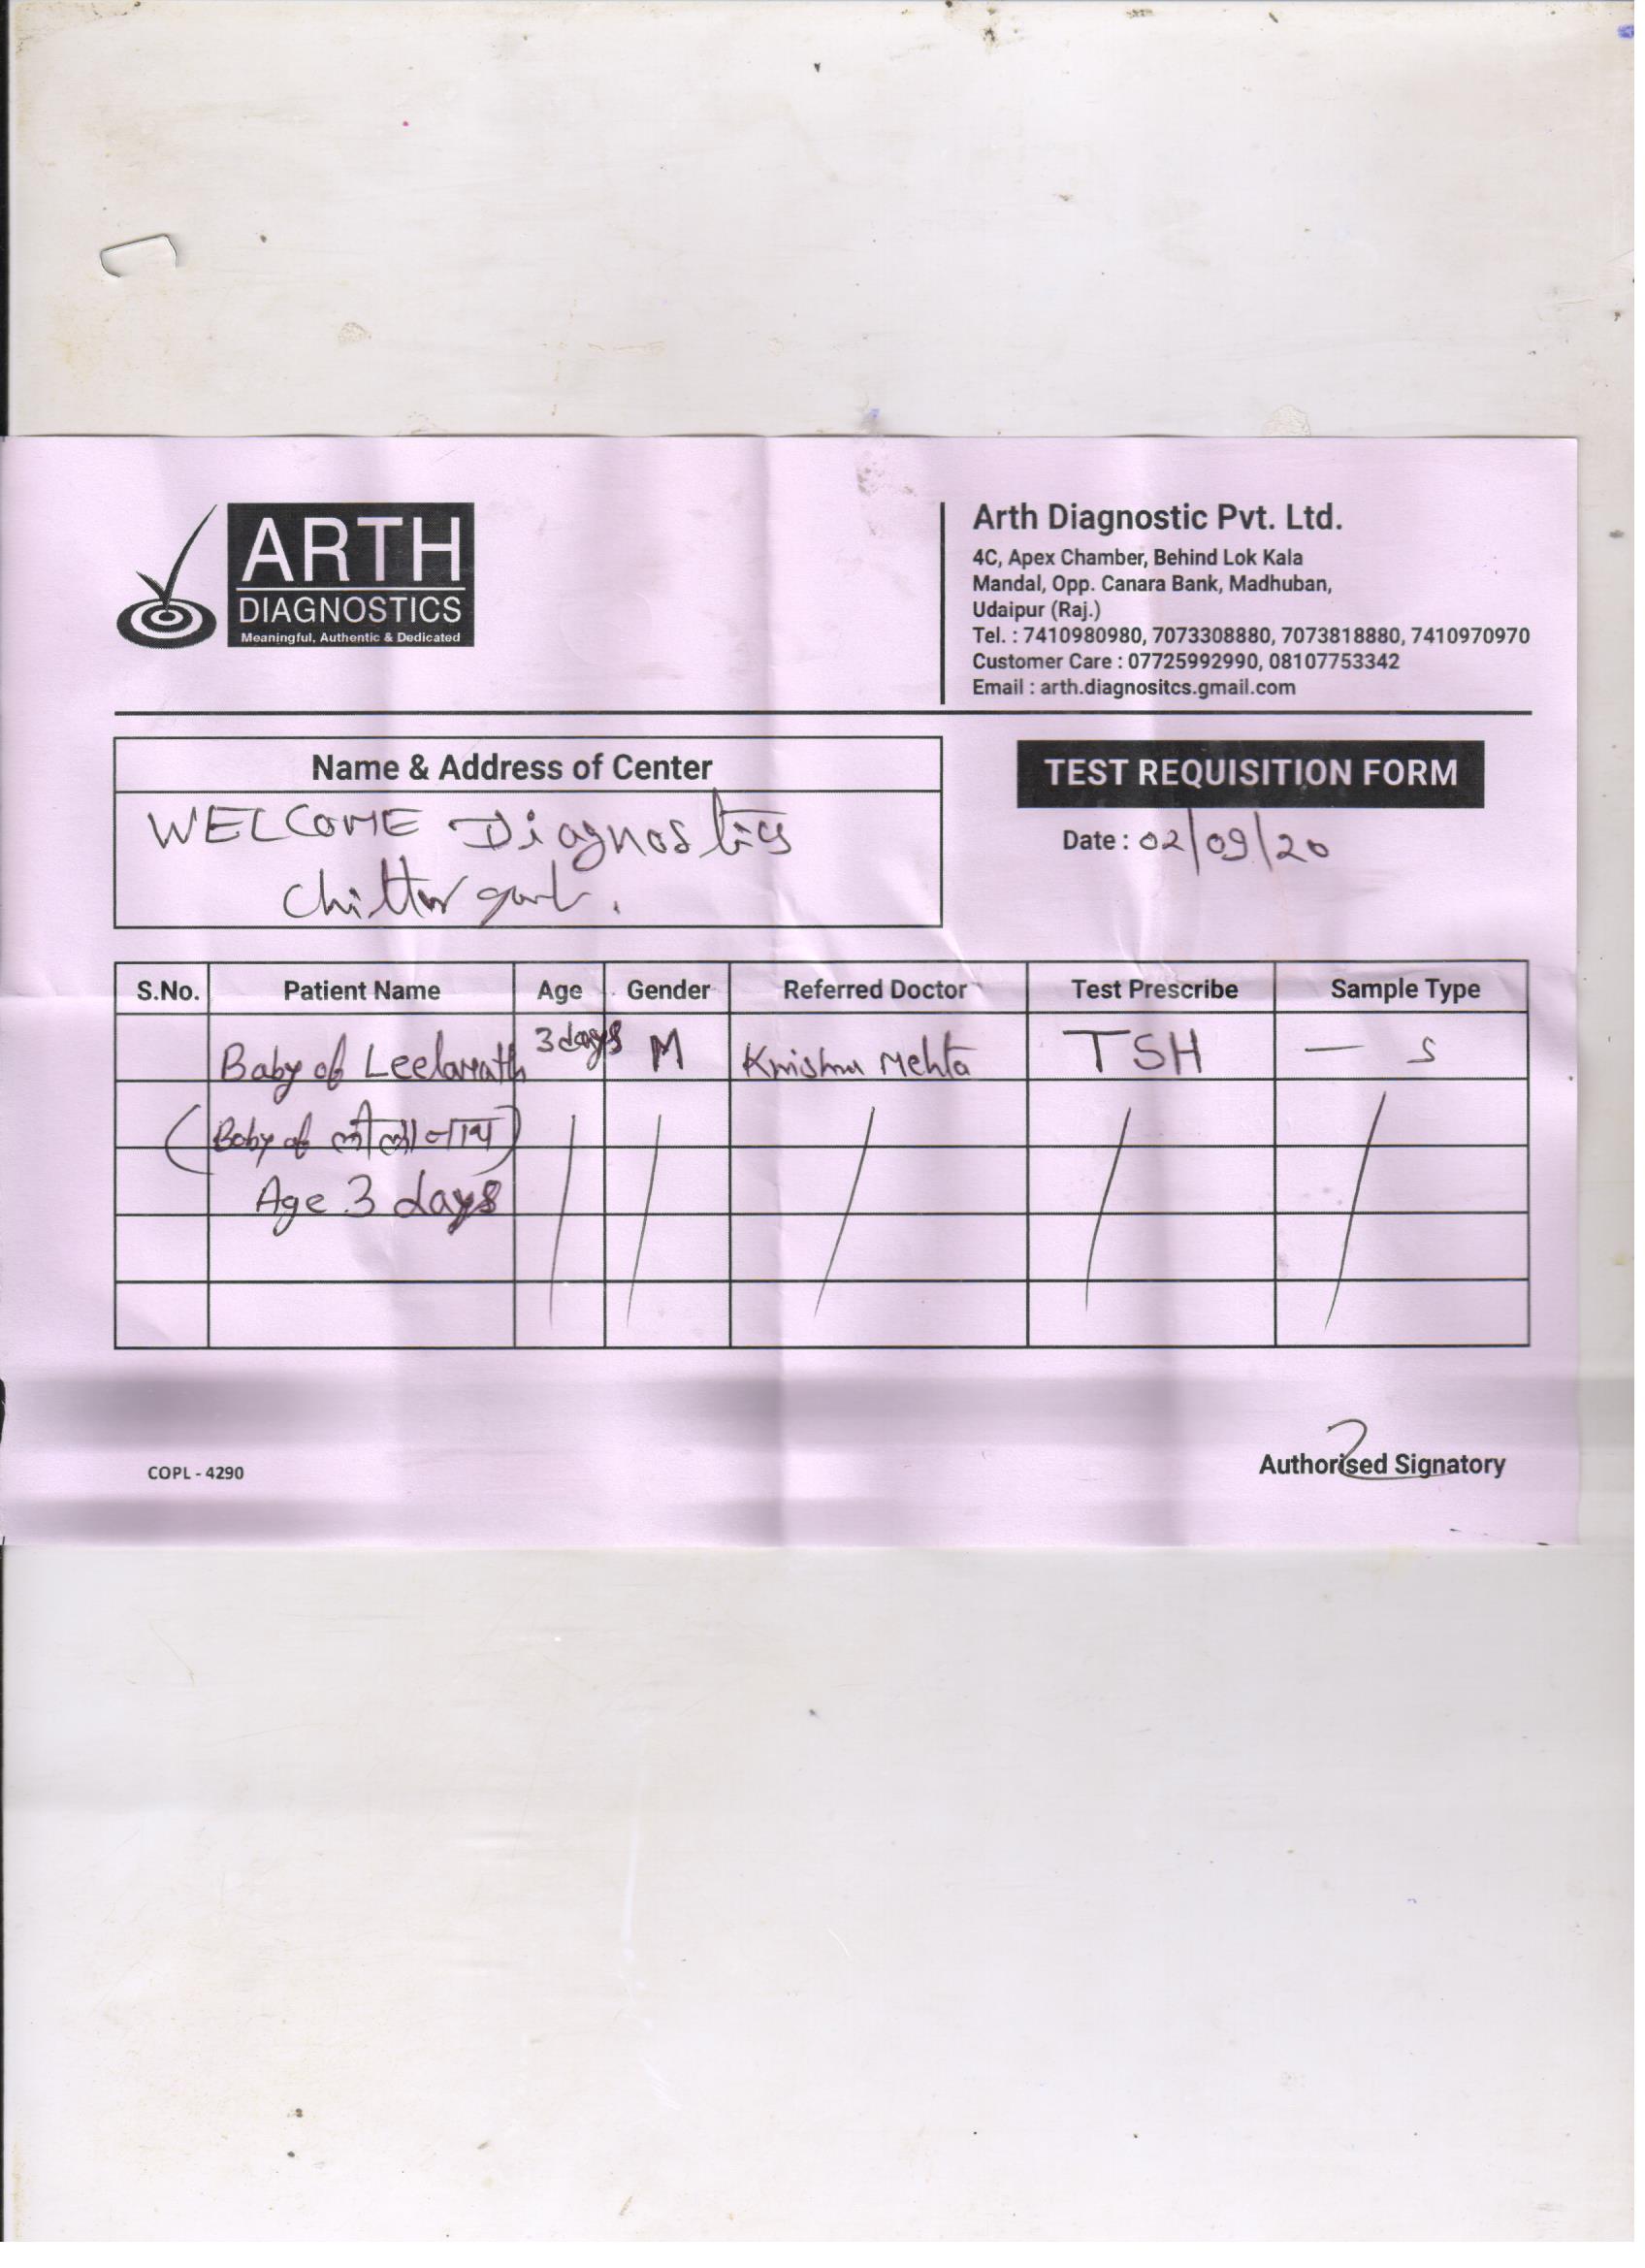 ARTH
DIAGNOSTICS
Meaningful, Authentic & Dedicated
Arth Diagnostic Pvt. Ltd.
4C, Apex Chamber, Behind Lok Kala
Mandal, Opp. Canara Bank, Madhuban,
Udaipur (Raj.)
Tel. : 7410980980, 7073308880, 7073818880, 7410970970
Customer Care : 07725992990, 08107753342
Email : arth.diagnositcs.gmail.com
Name & Address of Center
WELCOME Diagnostics
Chittorgarh.
TEST REQUISITION FORM
Date : 02/09/20
S.No. Patient Name Age Gender Referred Doctor Test Prescribe Sample Type
Baby of Leelanath 3 days M Krishna Mehta TSH — S
(Baby of लीलानाथ)
Age 3 days
COPL - 4290
Authorised Signatory